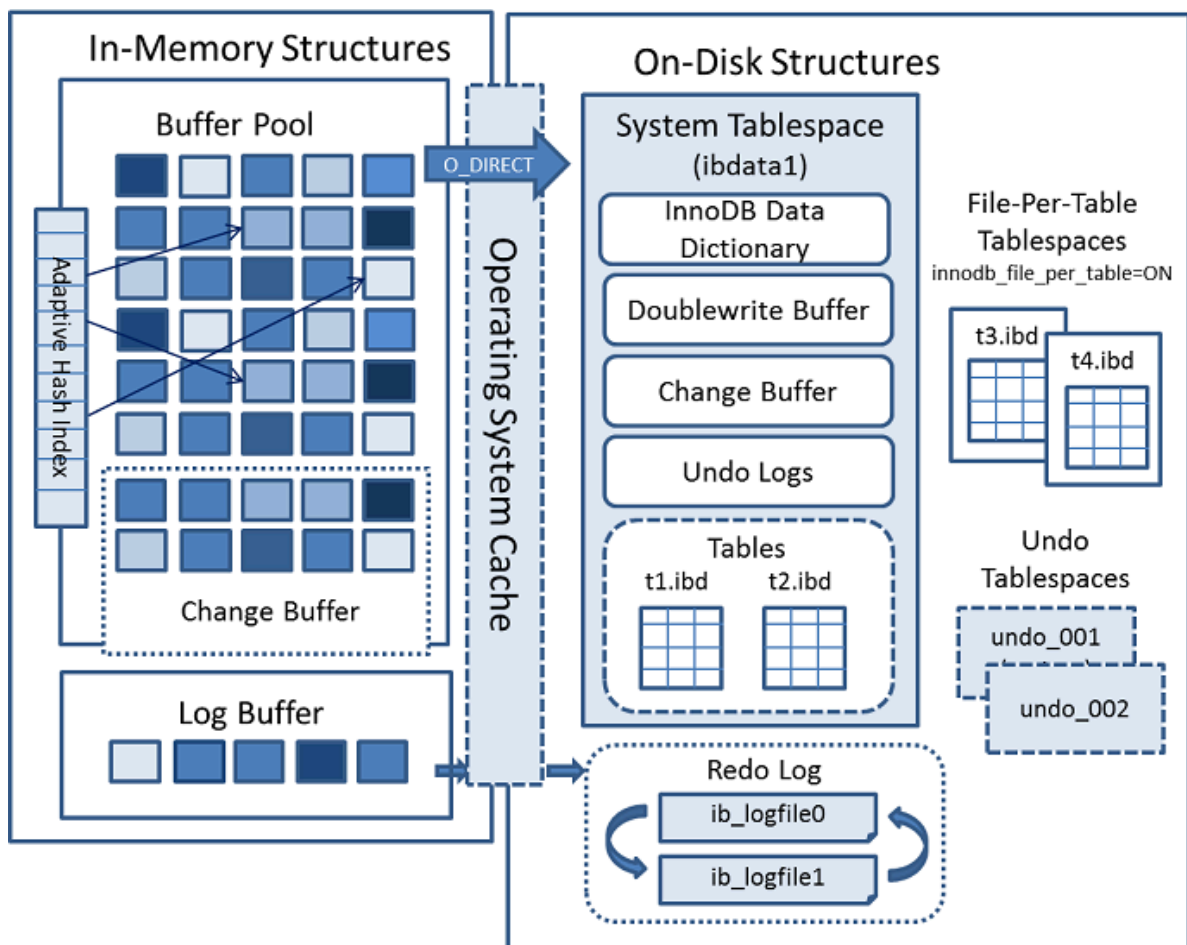 In-Memory Structures
Buffer Pool
Adaptive Hash Index
Change Buffer
Log Buffer
Operating System Cache
O_DIRECT
On-Disk Structures
System Tablespace
(ibdata1)
InnoDB Data
Dictionary
Doublewrite Buffer
Change Buffer
Undo Logs
Tables
t1.ibd
t2.ibd
File-Per-Table
Tablespaces
innodb_file_per_table=ON
t3.ibd
t4.ibd
Undo
Tablespaces
undo_001
undo_002
Redo Log
ib_logfile0
ib_logfile1